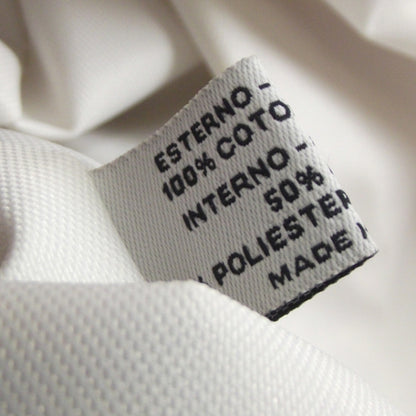 ESTERNO -
100% COTO
INTERNO -
50%
POLIESTER
MADE